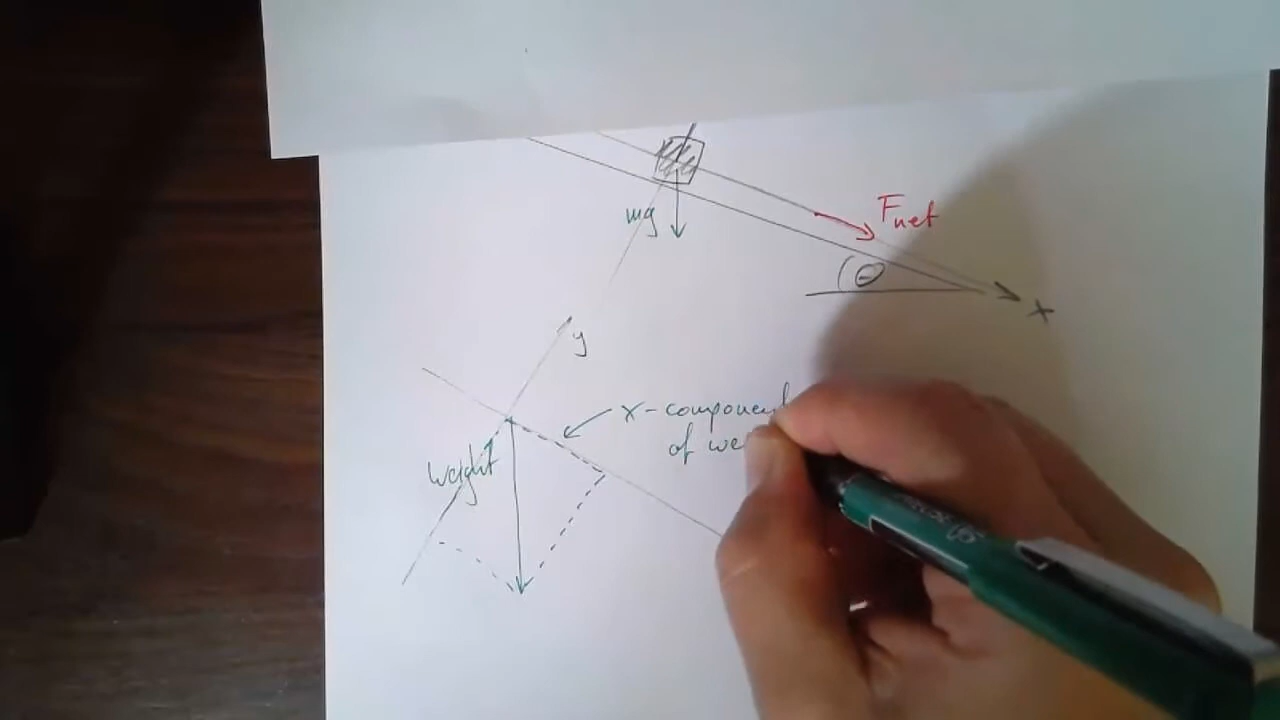 mg
Fnet
θ
x
y
x-component
of we
Weight